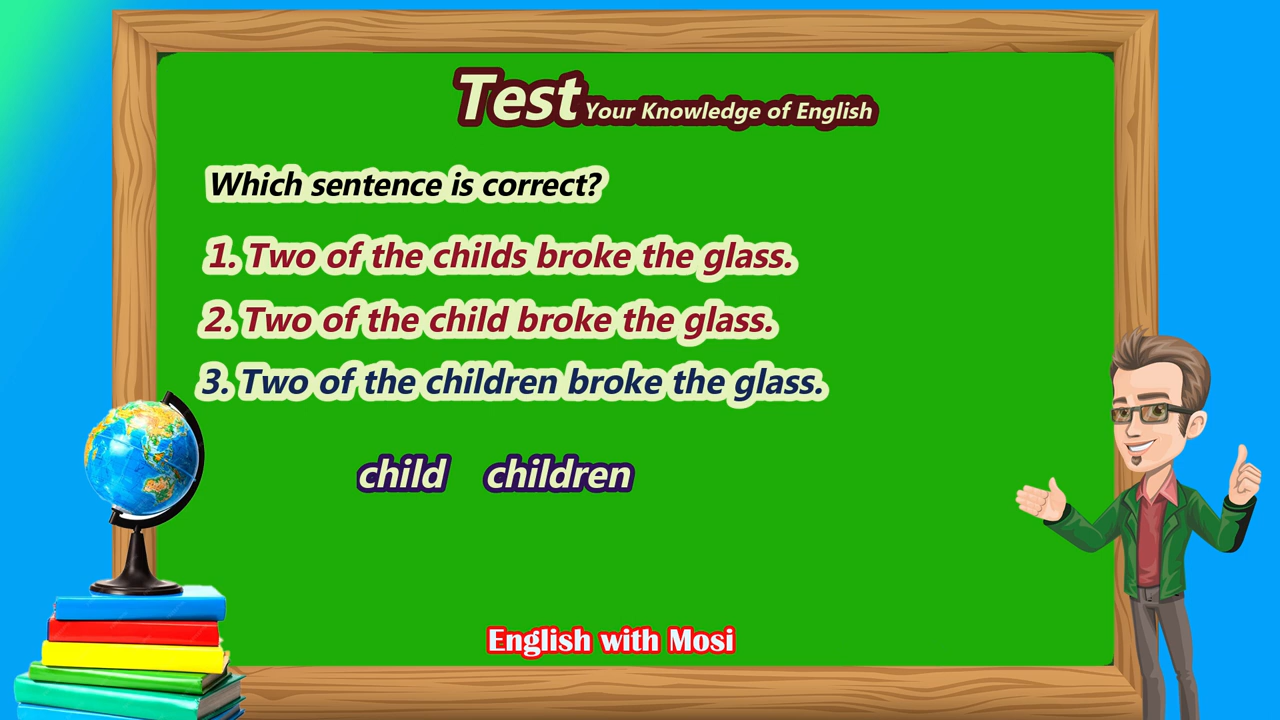 Test Your Knowledge of English
Which sentence is correct?
1. Two of the childs broke the glass.
2. Two of the child broke the glass.
3. Two of the children broke the glass.
child children
English with Mosi